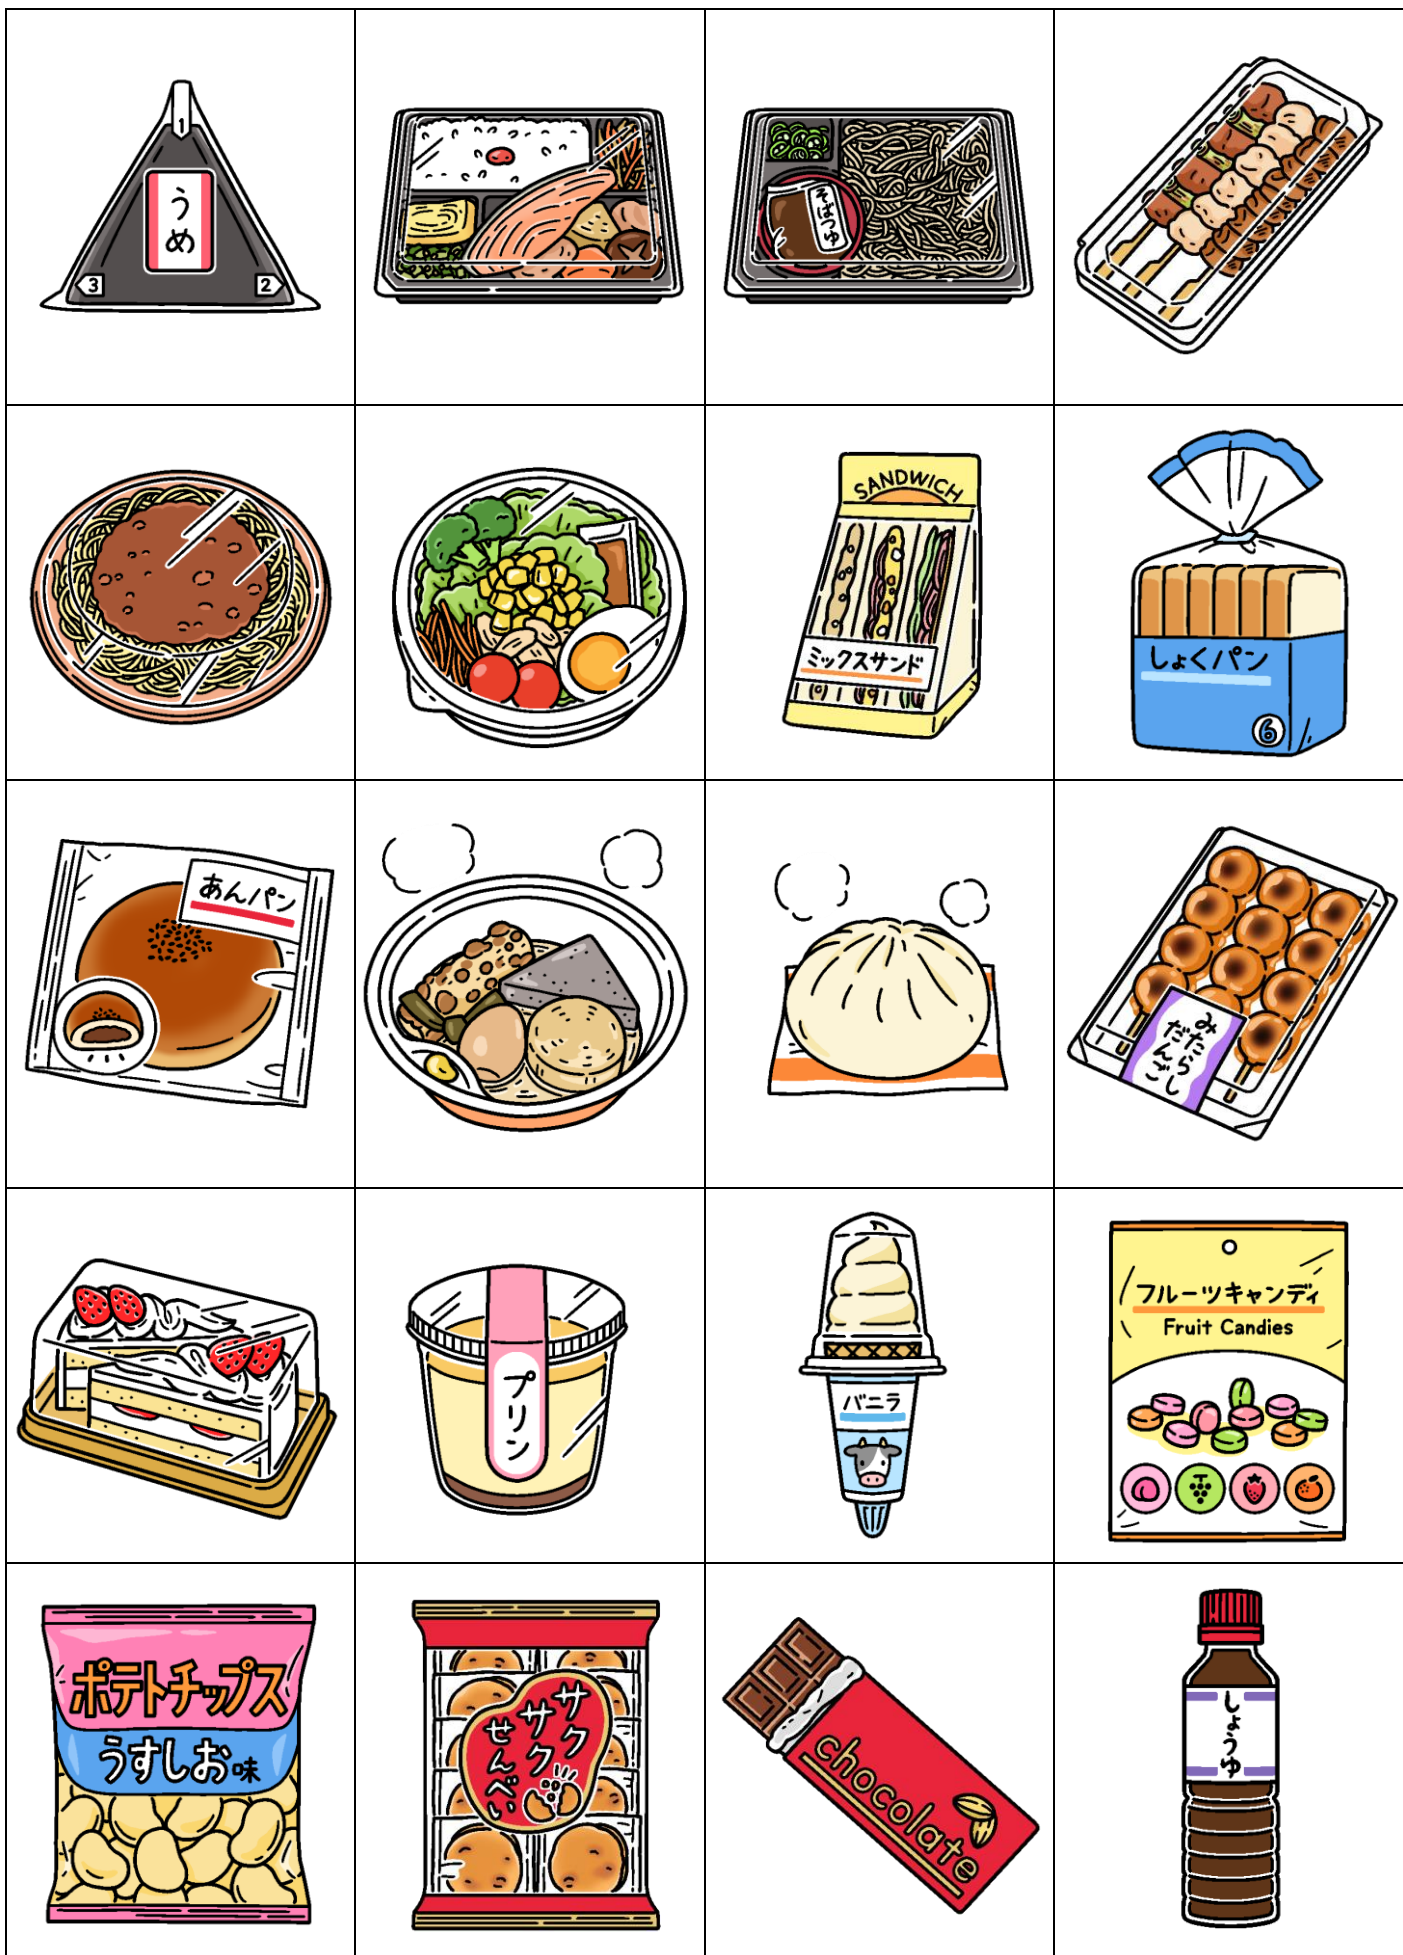 1
うめ
3
2
そばつゆ
SANDWICH
ミックスサンド
しょくパン
6
あんパン
みたらし
だんご
プリン
バニラ
フルーツキャンディ
Fruit Candies
ポテトチップス
うすしお味
サク
サク
せんべい
chocolate
しょうゆ